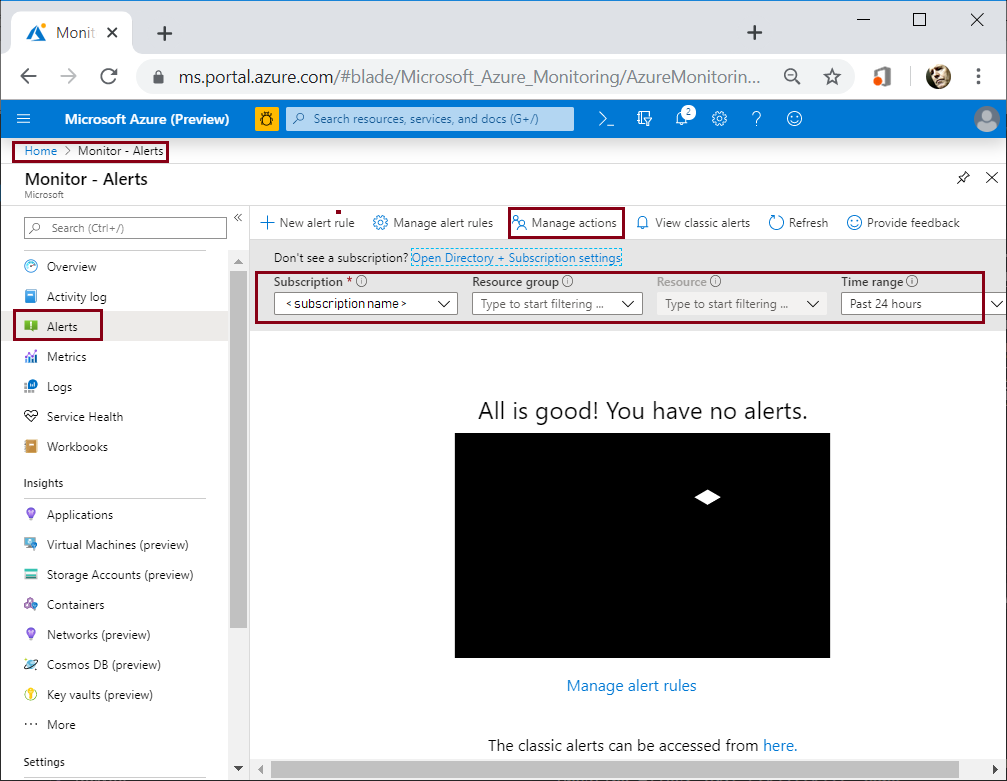 Monit
ms.portal.azure.com/#blade/Microsoft_Azure_Monitoring/AzureMonitorin...
Microsoft Azure (Preview)
Search resources, services, and docs (G+/)
2
Home > Monitor - Alerts
Monitor - Alerts
Microsoft
Search (Ctrl+/)
Overview
Activity log
Alerts
Metrics
Logs
Service Health
Workbooks
Insights
Applications
Virtual Machines (preview)
Storage Accounts (preview)
Containers
Networks (preview)
Cosmos DB (preview)
Key vaults (preview)
More
Settings
New alert rule
Manage alert rules
Manage actions
View classic alerts
Refresh
Provide feedback
Don't see a subscription? Open Directory + Subscription settings
Subscription *
< subscription name >
Resource group
Type to start filtering ...
Resource
Type to start filtering ...
Time range
Past 24 hours
All is good! You have no alerts.
Manage alert rules
The classic alerts can be accessed from here.